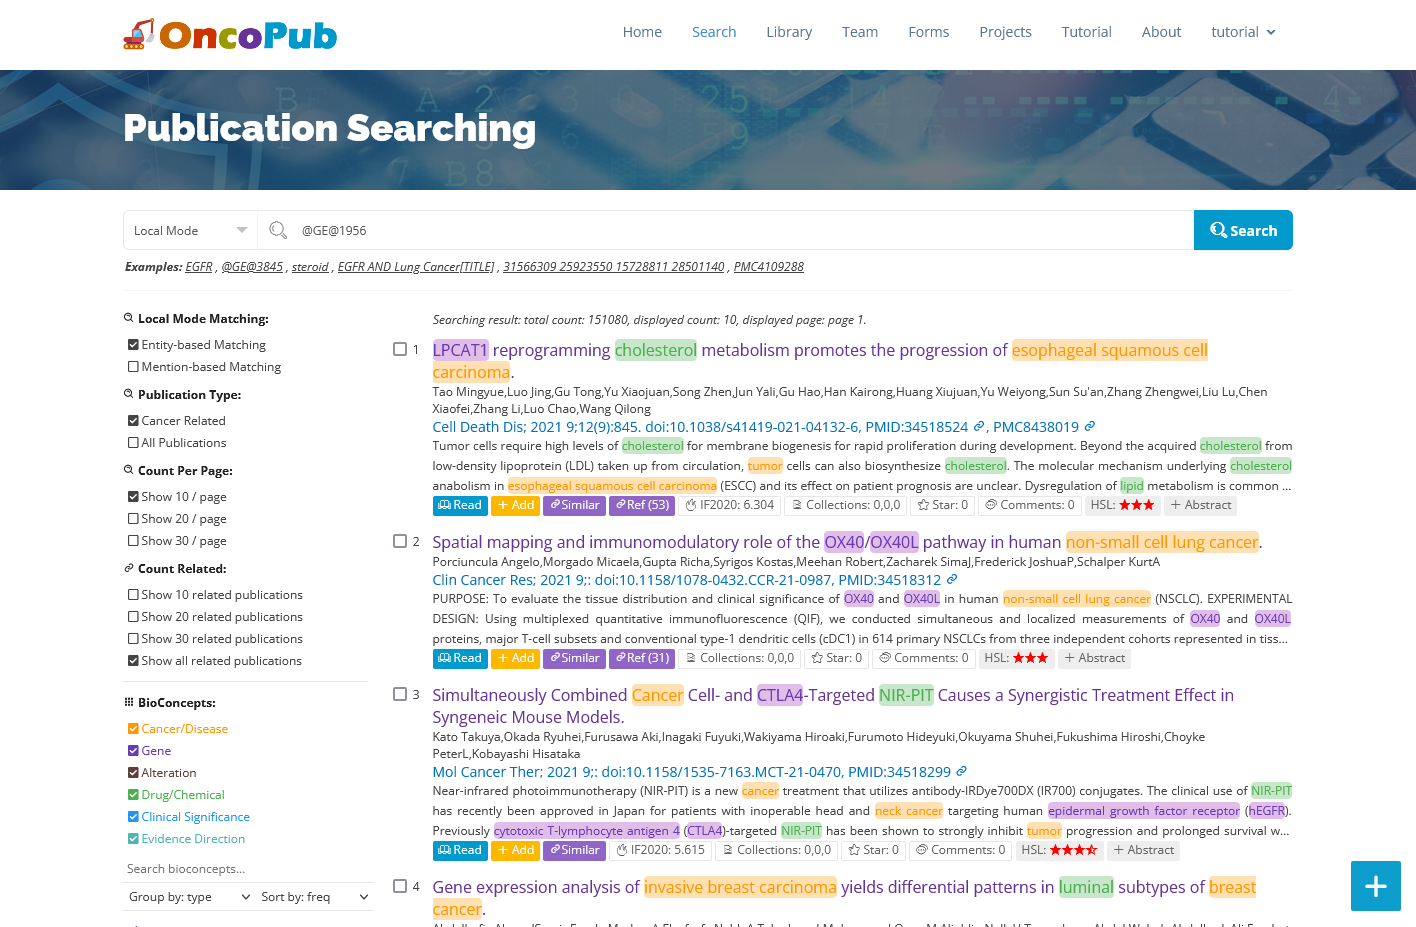 OncoPub
Home Search Library Team Forms Projects Tutorial About tutorial
Publication Searching
Local Mode @GE@1956 Search
Examples: EGFR , @GE@3845 , steroid , EGFR AND Lung Cancer[TITLE] , 31566309 25923550 15728811 28501140 , PMC4109288
Local Mode Matching:
Entity-based Matching
Mention-based Matching
Publication Type:
Cancer Related
All Publications
Count Per Page:
Show 10 / page
Show 20 / page
Show 30 / page
Count Related:
Show 10 related publications
Show 20 related publications
Show 30 related publications
Show all related publications
BioConcepts:
Cancer/Disease
Gene
Alteration
Drug/Chemical
Clinical Significance
Evidence Direction
Search bioconcepts...
Group by: type Sort by: freq
Searching result: total count: 151080, displayed count: 10, displayed page: page 1.
1 LPCAT1 reprogramming cholesterol metabolism promotes the progression of esophageal squamous cell
carcinoma.
Tao Mingyue,Luo Jing,Gu Tong,Yu Xiaojuan,Song Zhen,Jun Yali,Gu Hao,Han Kairong,Huang Xiujuan,Yu Weiyong,Sun Su'an,Zhang Zhengwei,Liu Lu,Chen
Xiaofei,Zhang Li,Luo Chao,Wang Qilong
Cell Death Dis; 2021 9;12(9):845. doi:10.1038/s41419-021-04132-6, PMID:34518524 , PMC8438019
Tumor cells require high levels of cholesterol for membrane biogenesis for rapid proliferation during development. Beyond the acquired cholesterol from
low-density lipoprotein (LDL) taken up from circulation, tumor cells can also biosynthesize cholesterol. The molecular mechanism underlying cholesterol
anabolism in esophageal squamous cell carcinoma (ESCC) and its effect on patient prognosis are unclear. Dysregulation of lipid metabolism is common ...
Read Add Similar Ref (53) IF2020: 6.304 Collections: 0,0,0 Star: 0 Comments: 0 HSL: Abstract
2 Spatial mapping and immunomodulatory role of the OX40/OX40L pathway in human non-small cell lung cancer.
Porciuncula Angelo,Morgado Micaela,Gupta Richa,Syrigos Kostas,Meehan Robert,Zacharek SimaJ,Frederick JoshuaP,Schalper KurtA
Clin Cancer Res; 2021 9;: doi:10.1158/1078-0432.CCR-21-0987, PMID:34518312
PURPOSE: To evaluate the tissue distribution and clinical significance of OX40 and OX40L in human non-small cell lung cancer (NSCLC). EXPERIMENTAL
DESIGN: Using multiplexed quantitative immunofluorescence (QIF), we conducted simultaneous and localized measurements of OX40 and OX40L
proteins, major T-cell subsets and conventional type-1 dendritic cells (cDC1) in 614 primary NSCLCs from three independent cohorts represented in tiss...
Read Add Similar Ref (31) Collections: 0,0,0 Star: 0 Comments: 0 HSL: Abstract
3 Simultaneously Combined Cancer Cell- and CTLA4-Targeted NIR-PIT Causes a Synergistic Treatment Effect in
Syngeneic Mouse Models.
Kato Takuya,Okada Ryuhei,Furusawa Aki,Inagaki Fuyuki,Wakiyama Hiroaki,Furumoto Hideyuki,Okuyama Shuhei,Fukushima Hiroshi,Choyke
PeterL,Kobayashi Hisataka
Mol Cancer Ther; 2021 9;: doi:10.1158/1535-7163.MCT-21-0470, PMID:34518299
Near-infrared photoimmunotherapy (NIR-PIT) is a new cancer treatment that utilizes antibody-IRDye700DX (IR700) conjugates. The clinical use of NIR-PIT
has recently been approved in Japan for patients with inoperable head and neck cancer targeting human epidermal growth factor receptor (hEGFR).
Previously cytotoxic T-lymphocyte antigen 4 (CTLA4)-targeted NIR-PIT has been shown to strongly inhibit tumor progression and prolonged survival w...
Read Add Similar IF2020: 5.615 Collections: 0,0,0 Star: 0 Comments: 0 HSL: Abstract
4 Gene expression analysis of invasive breast carcinoma yields differential patterns in luminal subtypes of breast
cancer.